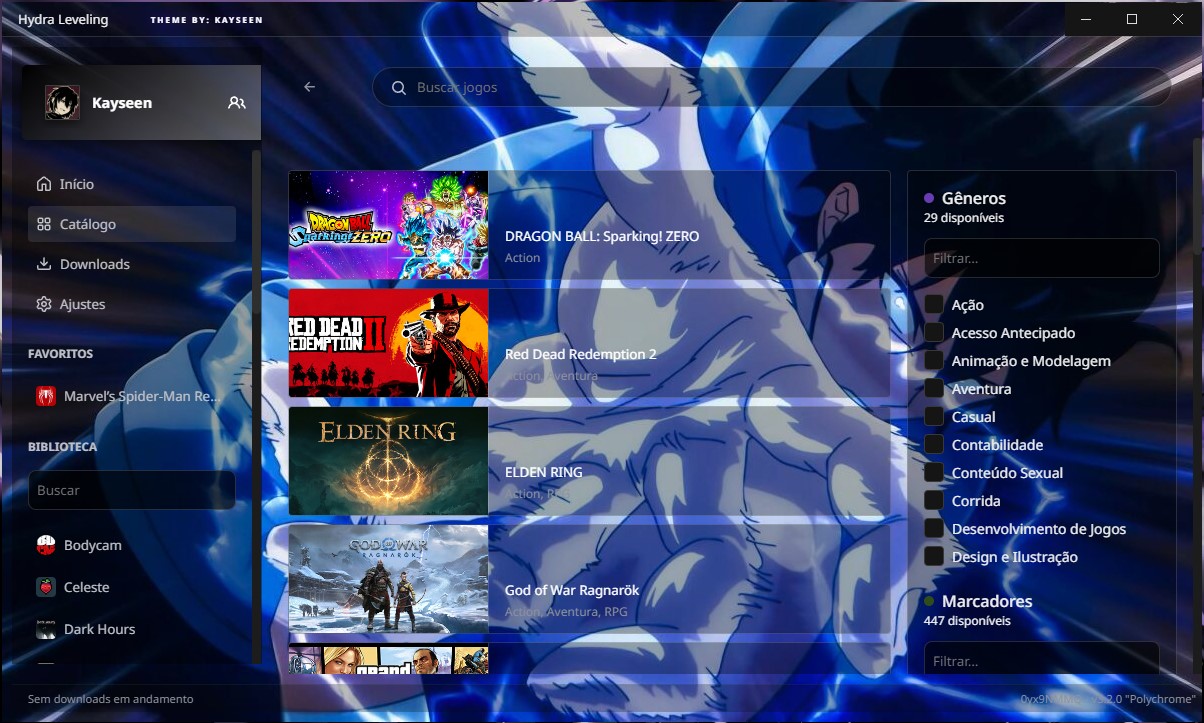 Hydra Leveling
THEME BY: KAYSEEN
Kayseen
Buscar jogos
Início
Catálogo
Downloads
Ajustes
FAVORITOS
Marvel's Spider-Man Re...
BIBLIOTECA
Buscar
Bodycam
Celeste
Dark Hours
DRAGON BALL
Sparking! ZERO
DRAGON BALL: Sparking! ZERO
Action
RED DEAD
REDEMPTION II
Red Dead Redemption 2
Action, Aventura
ELDEN RING
ELDEN RING
Action, RPG
GOD OF WAR
RAGNARÖK
God of War Ragnarök
Action, Aventura, RPG
grand
Gêneros
29 disponíveis
Filtrar...
Ação
Acesso Antecipado
Animação e Modelagem
Aventura
Casual
Contabilidade
Conteúdo Sexual
Corrida
Desenvolvimento de Jogos
Design e Ilustração
Marcadores
447 disponíveis
Filtrar...
Sem downloads em andamento
"Polychrome"